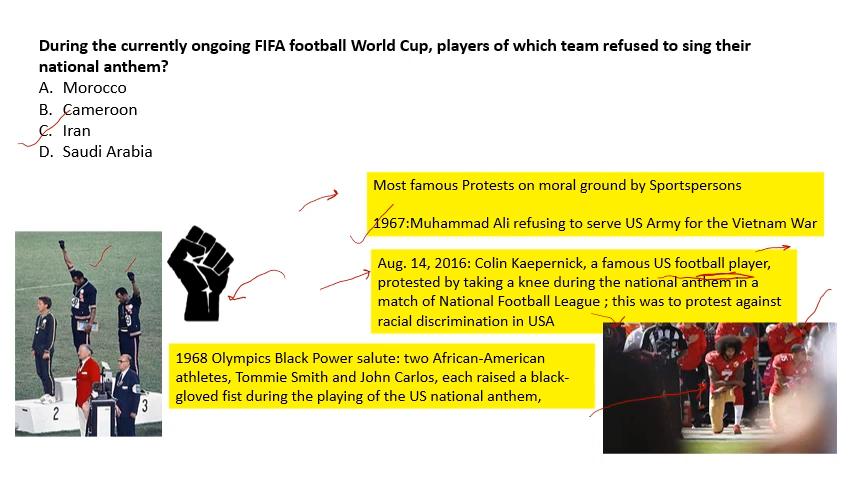 During the currently ongoing FIFA football World Cup, players of which team refused to sing their
national anthem?
A. Morocco
B. Cameroon
C. Iran
D. Saudi Arabia
Most famous Protests on moral ground by Sportspersons
1967:Muhammad Ali refusing to serve US Army for the Vietnam War
Aug. 14, 2016: Colin Kaepernick, a famous US football player,
protested by taking a knee during the national anthem in a
match of National Football League ; this was to protest against
racial discrimination in USA
1968 Olympics Black Power salute: two African-American
athletes, Tommie Smith and John Carlos, each raised a black-
gloved fist during the playing of the US national anthem,
2
3